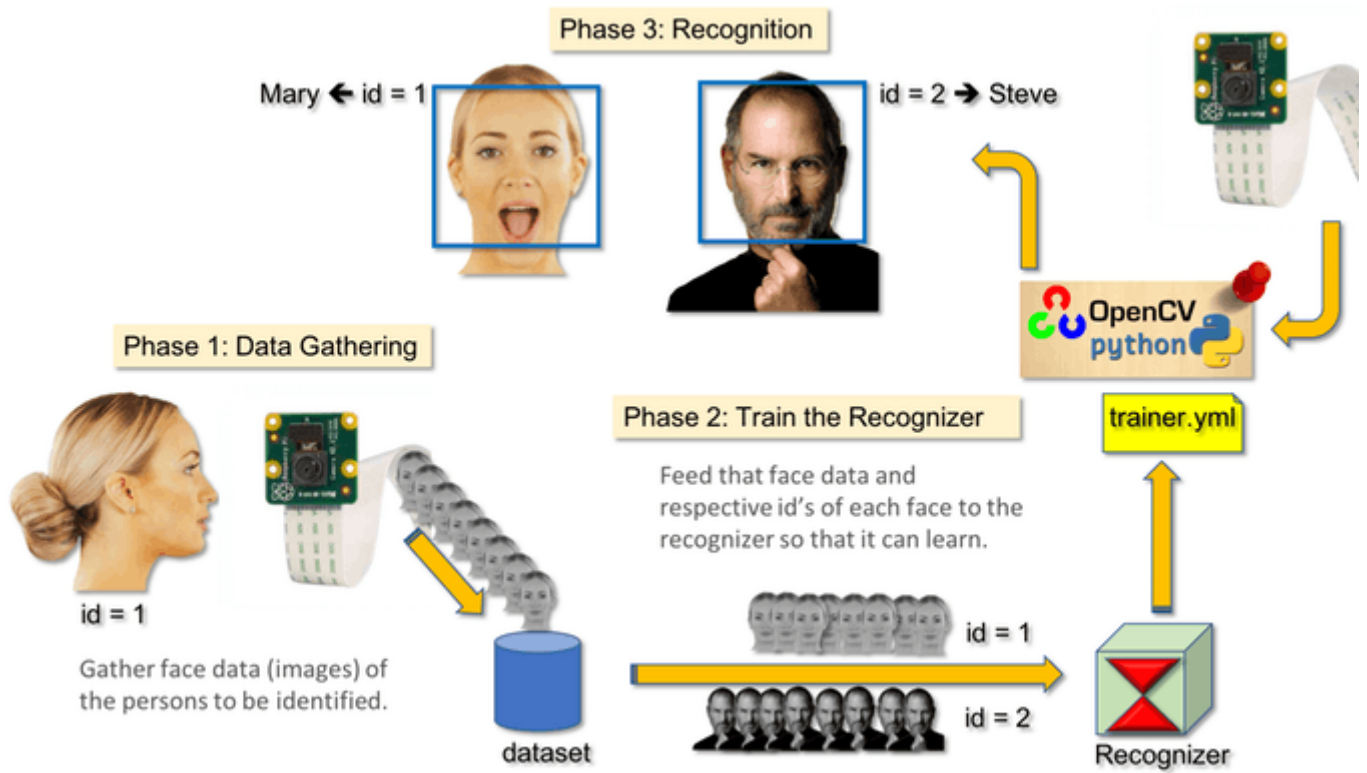 Phase 3: Recognition
Mary ← id = 1
id = 2 → Steve
OpenCV
python
Phase 1: Data Gathering
id = 1
Gather face data (images) of
the persons to be identified.
dataset
Phase 2: Train the Recognizer
Feed that face data and
respective id's of each face to the
recognizer so that it can learn.
id = 1
id = 2
trainer.yml
Recognizer